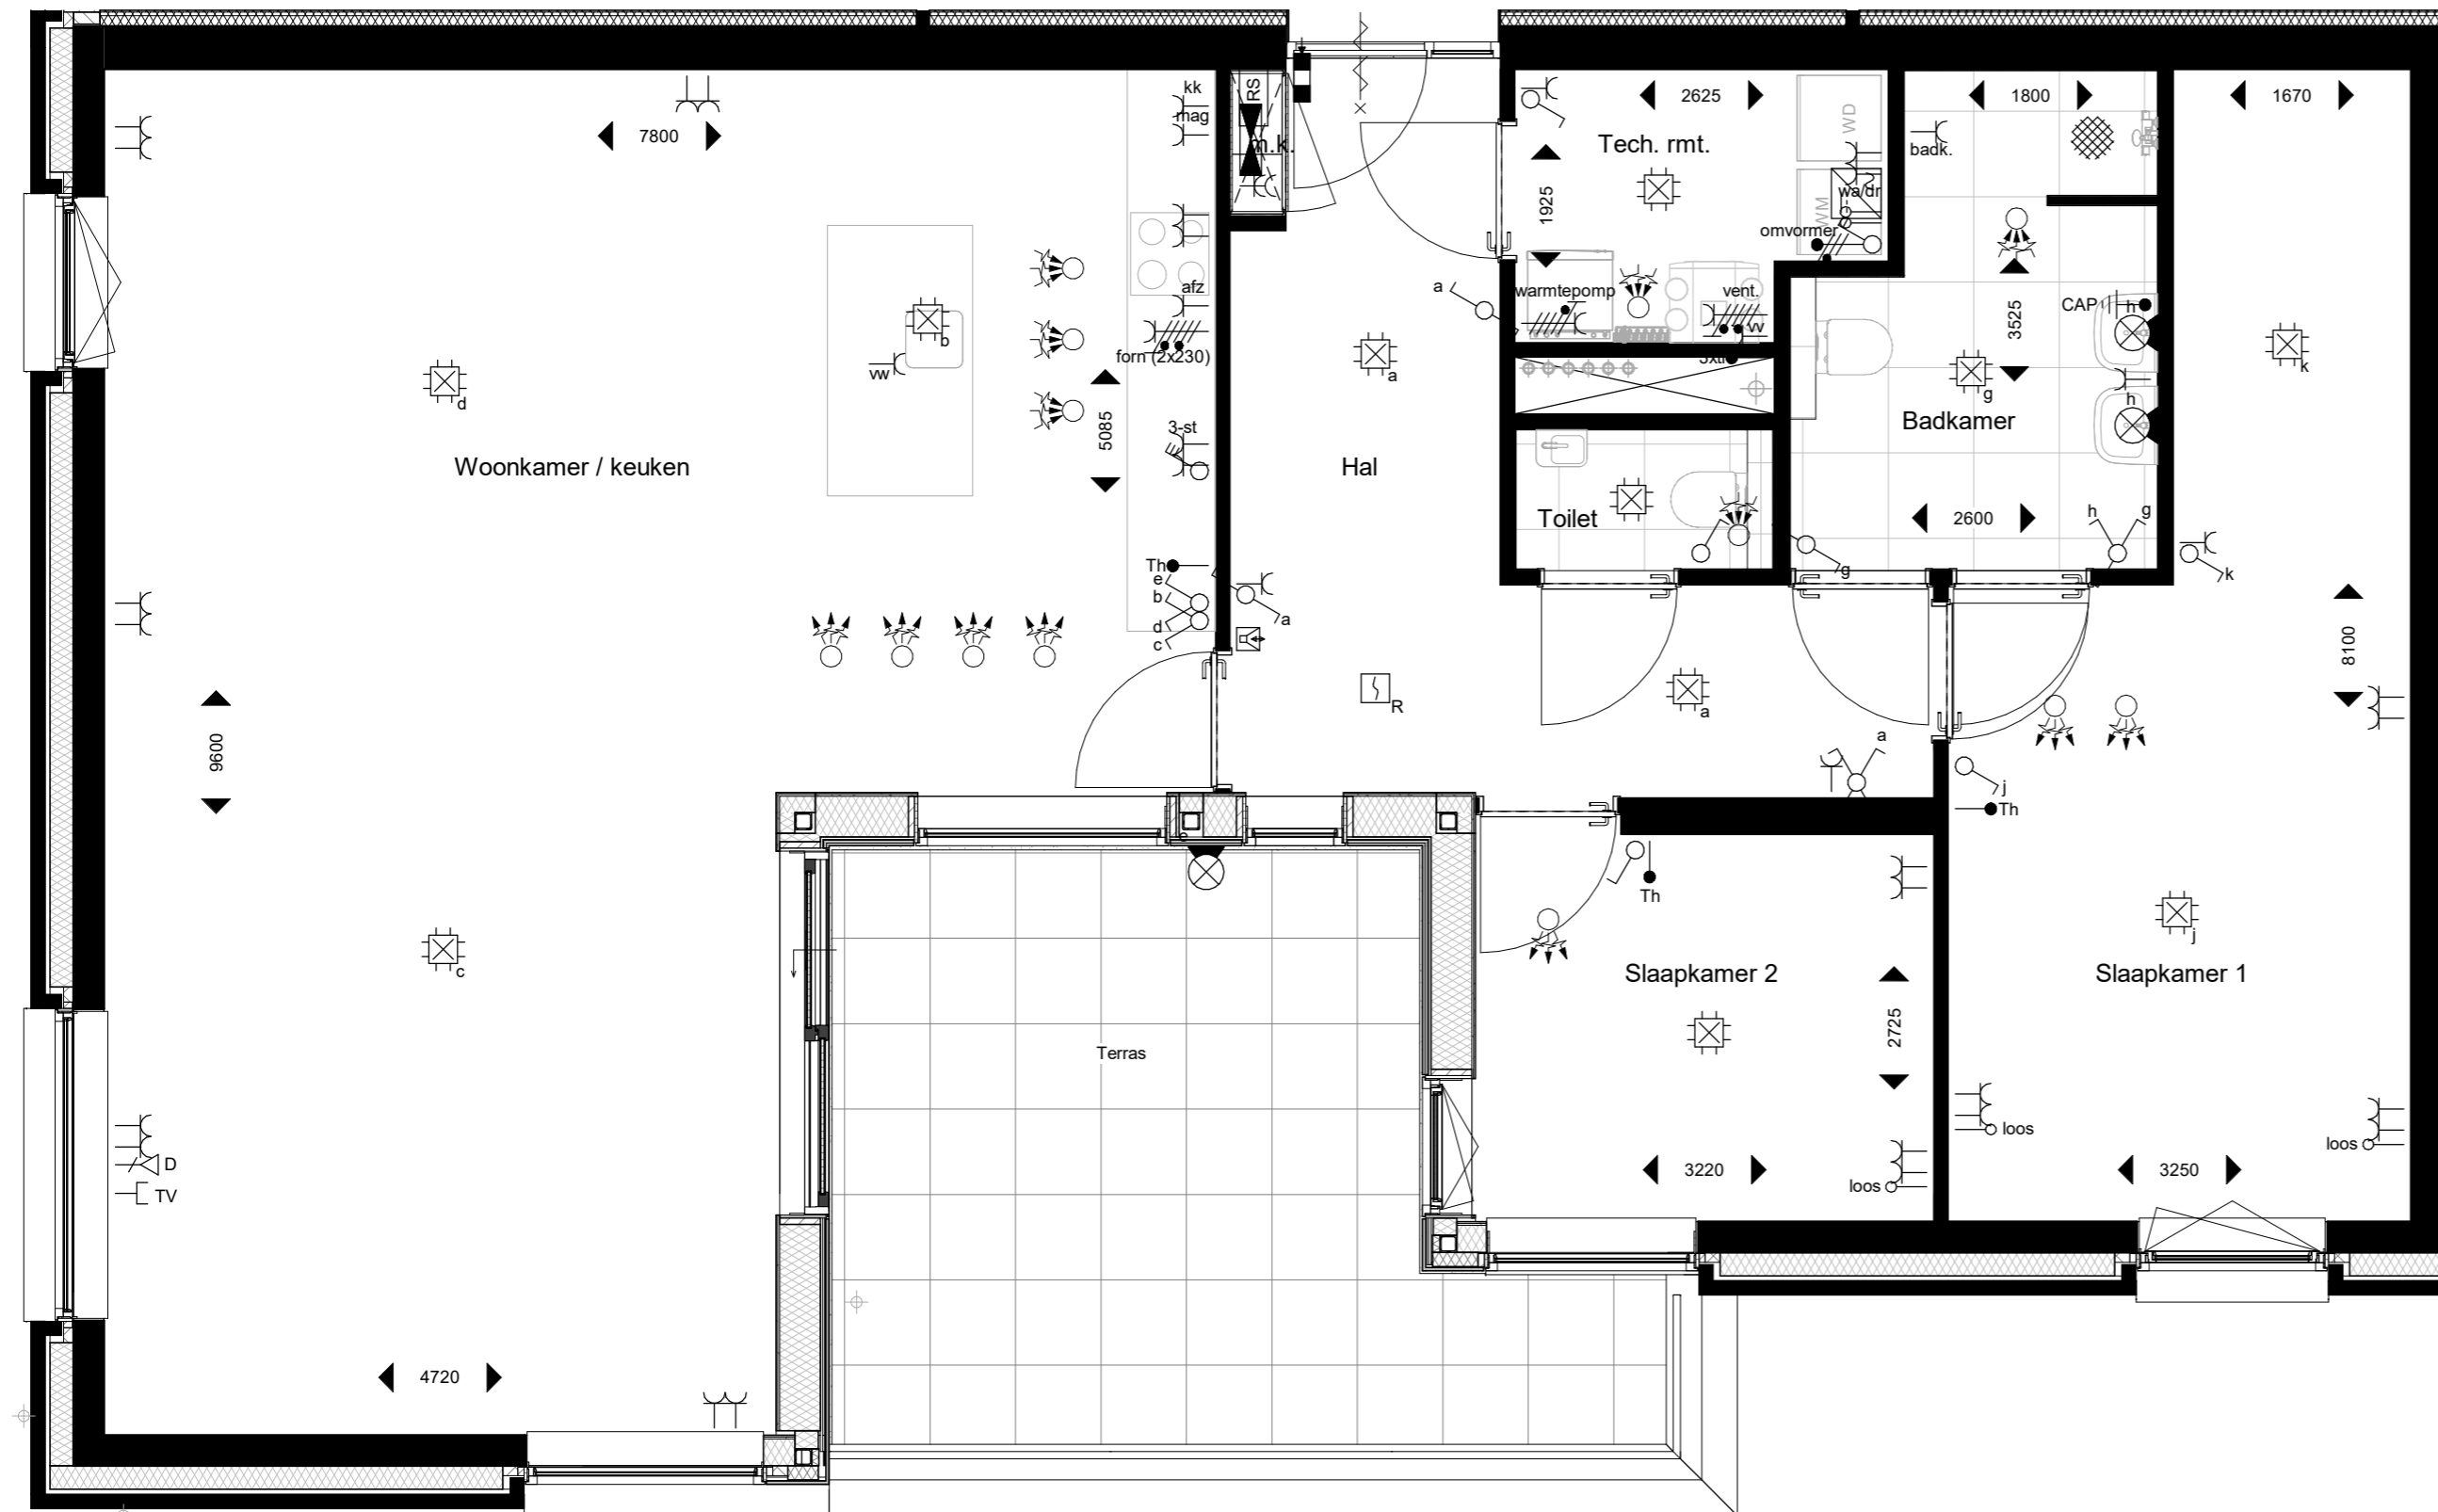 kk
mag
7800
RS
m.k.
2625
WD
1800
1670
Tech. rmt.
badk.
1925
wa/dr
WM
omvormer
a
warmtepomp
vent.
vv
3525
CAP
h
k
afz
b
forn (2x230)
vw
d
5085
a
g
h
Badkamer
3-st
Woonkamer / keuken
Hal
Toilet
2600
h
g
Th
e
b
d
c
a
g
k
8100
R
a
a
9600
j
Th
e
Th
c
j
Slaapkamer 2
Slaapkamer 1
2725
Terras
loos
loos
D
TV
3220
3250
loos
4720